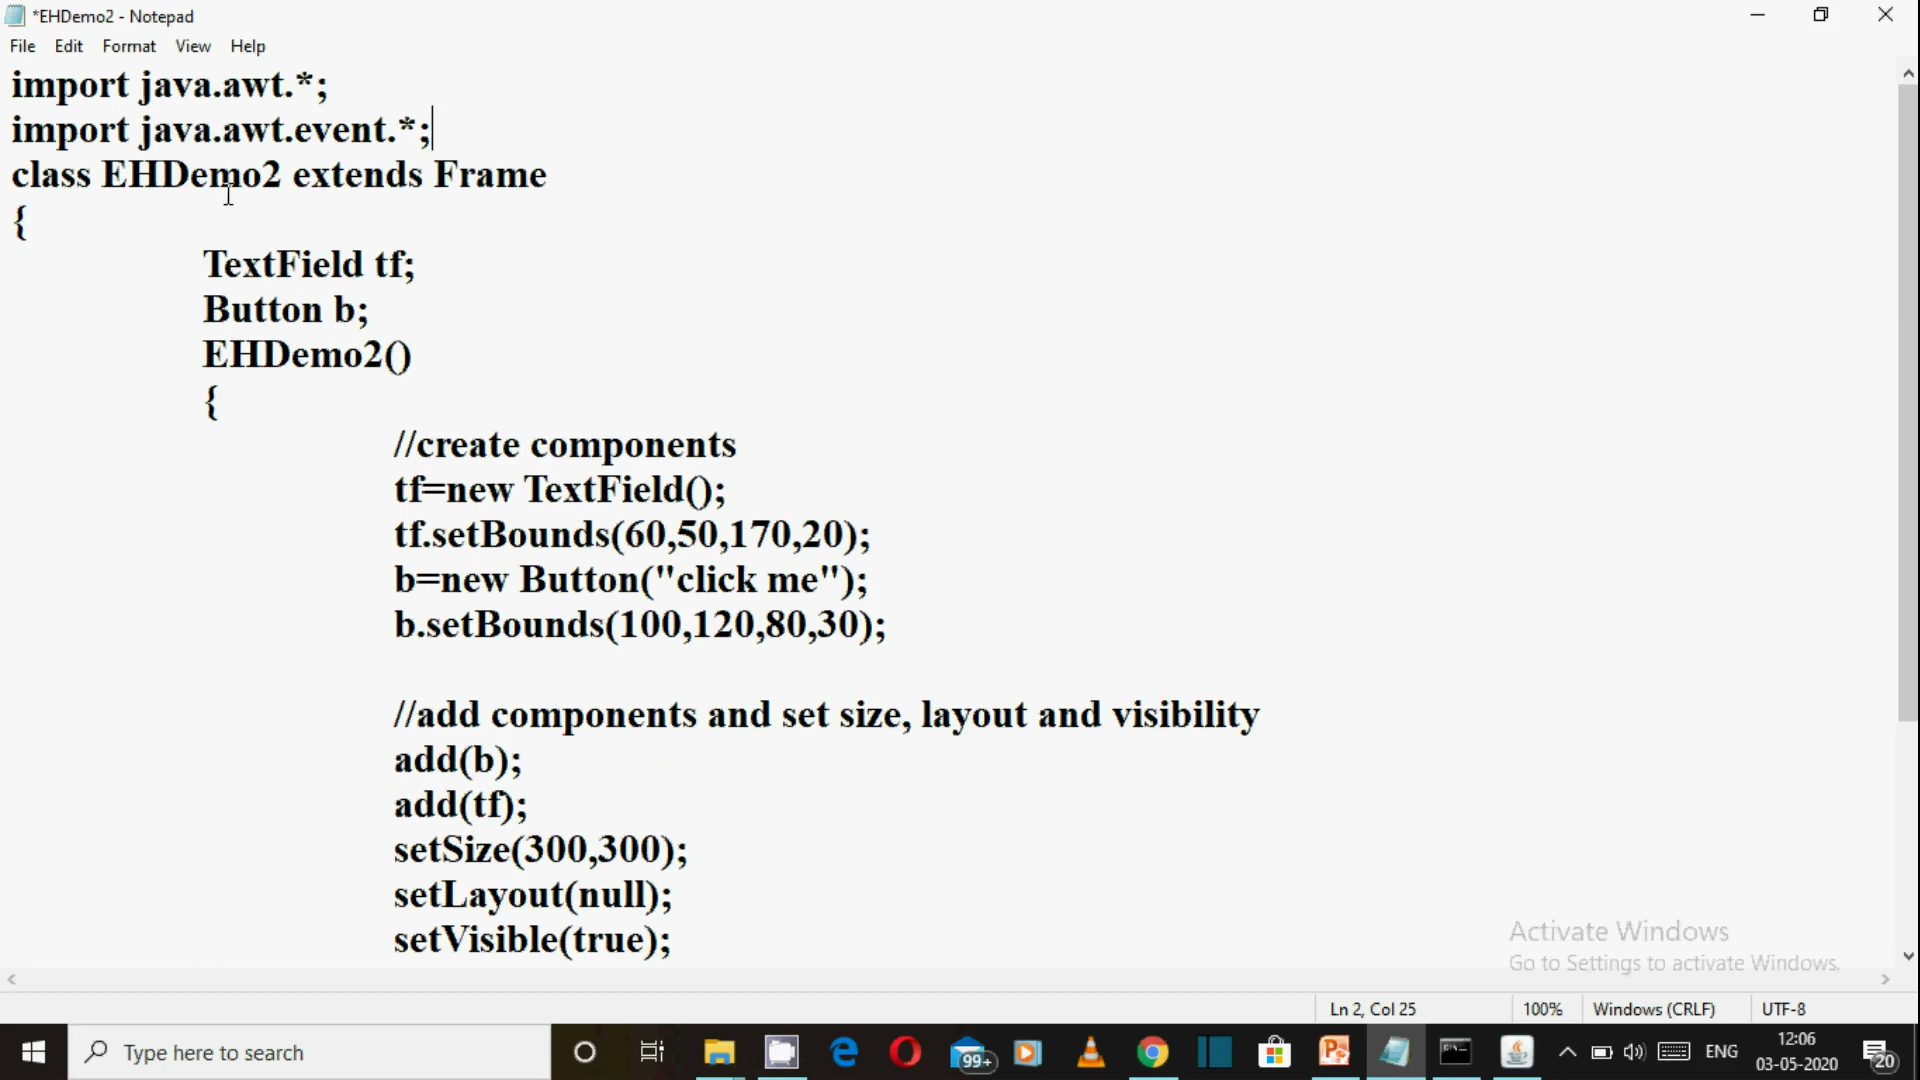 *EHDemo2 - Notepad
File Edit Format View Help
import java.awt.*;
import java.awt.event.*;
class EHDemo2 extends Frame
{
TextField tf;
Button b;
EHDemo2()
{
//create components
tf=new TextField();
tf.setBounds(60,50,170,20);
b=new Button("click me");
b.setBounds(100,120,80,30);
//add components and set size, layout and visibility
add(b);
add(tf);
setSize(300,300);
setLayout(null);
setVisible(true);
Activate Windows
Go to Settings to activate Windows.
Ln 2, Col 25 100% Windows (CRLF) UTF-8
Type here to search 99+ ENG 12:06 03-05-2020 20